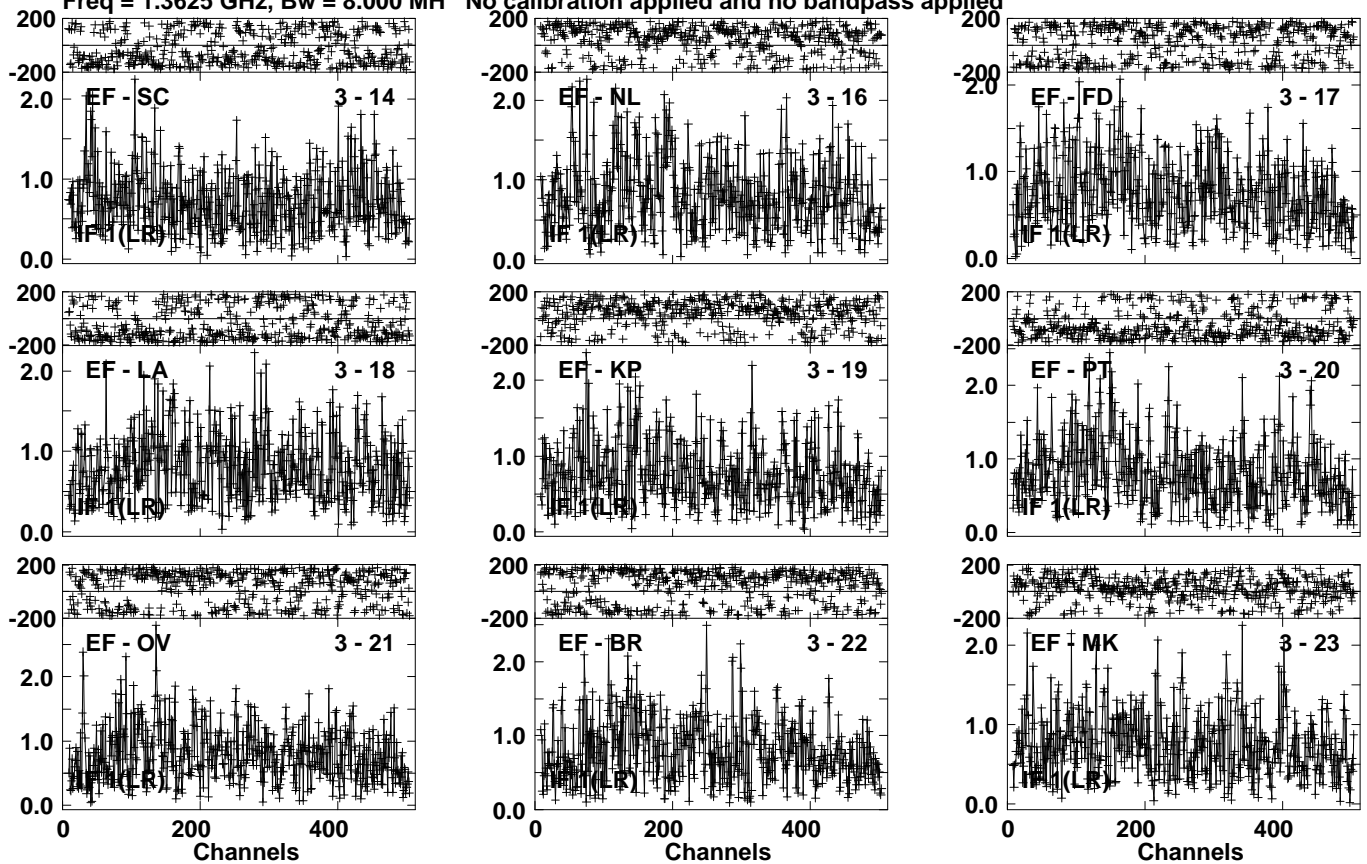 Freq = 1.3625 GHz, Bw = 8.000 MH No calibration applied and no bandpass applied
200
-200
2.0
1.0
0.0
EF - SC 3 - 14
IF 1(LR)
200
-200
2.0
1.0
0.0
EF - NL 3 - 16
IF 1(LR)
200
-200
2.0
1.0
0.0
EF - FD 3 - 17
IF 1(LR)
200
-200
2.0
1.0
0.0
EF - LA 3 - 18
IF 1(LR)
200
-200
2.0
1.0
0.0
EF - KP 3 - 19
IF 1(LR)
200
-200
2.0
1.0
0.0
EF - PT 3 - 20
IF 1(LR)
200
-200
2.0
1.0
0.0
EF - OV 3 - 21
IF 1(LR)
0 200 400
Channels
200
-200
2.0
1.0
0.0
EF - BR 3 - 22
IF 1(LR)
0 200 400
Channels
200
-200
2.0
1.0
0.0
EF - MK 3 - 23
IF 1(LR)
0 200 400
Channels